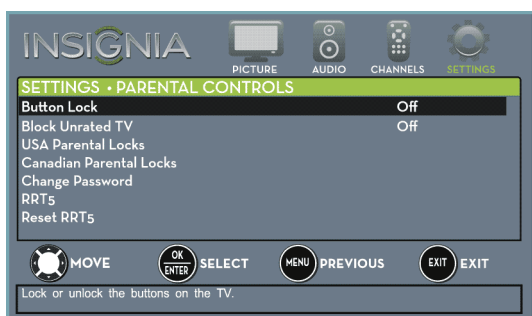 INSIGNIA
PICTURE AUDIO CHANNELS SETTINGS
SETTINGS • PARENTAL CONTROLS
Button Lock Off
Block Unrated TV Off
USA Parental Locks
Canadian Parental Locks
Change Password
RRT5
Reset RRT5
MOVE OK ENTER SELECT MENU PREVIOUS EXIT EXIT
Lock or unlock the buttons on the TV.